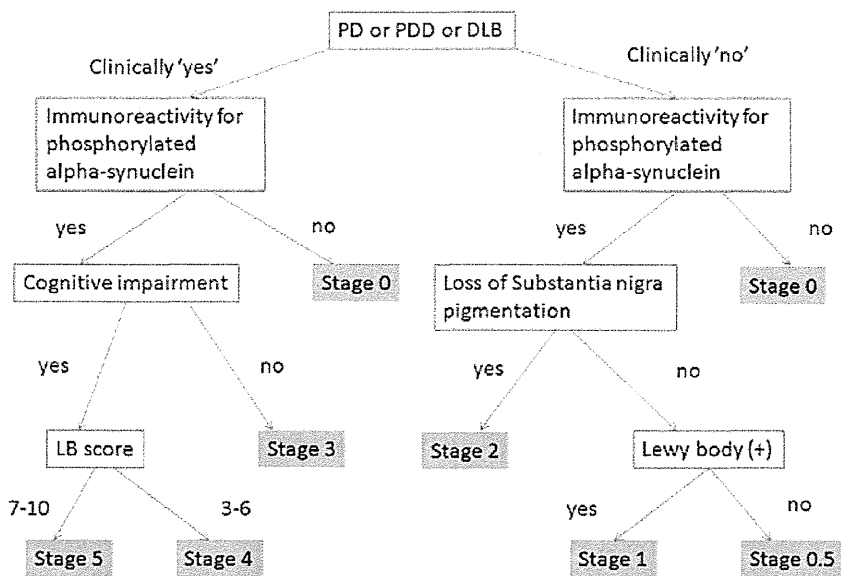 PD or PDD or DLB
Clinically 'yes'
Clinically 'no'
Immunoreactivity for
phosphorylated
alpha-synuclein
Immunoreactivity for
phosphorylated
alpha-synuclein
yes
no
yes
no
Cognitive impairment
Stage 0
Loss of Substantia nigra
pigmentation
Stage 0
yes
no
yes
no
LB score
Stage 3
Stage 2
Lewy body (+)
7-10
3-6
yes
no
Stage 5
Stage 4
Stage 1
Stage 0.5